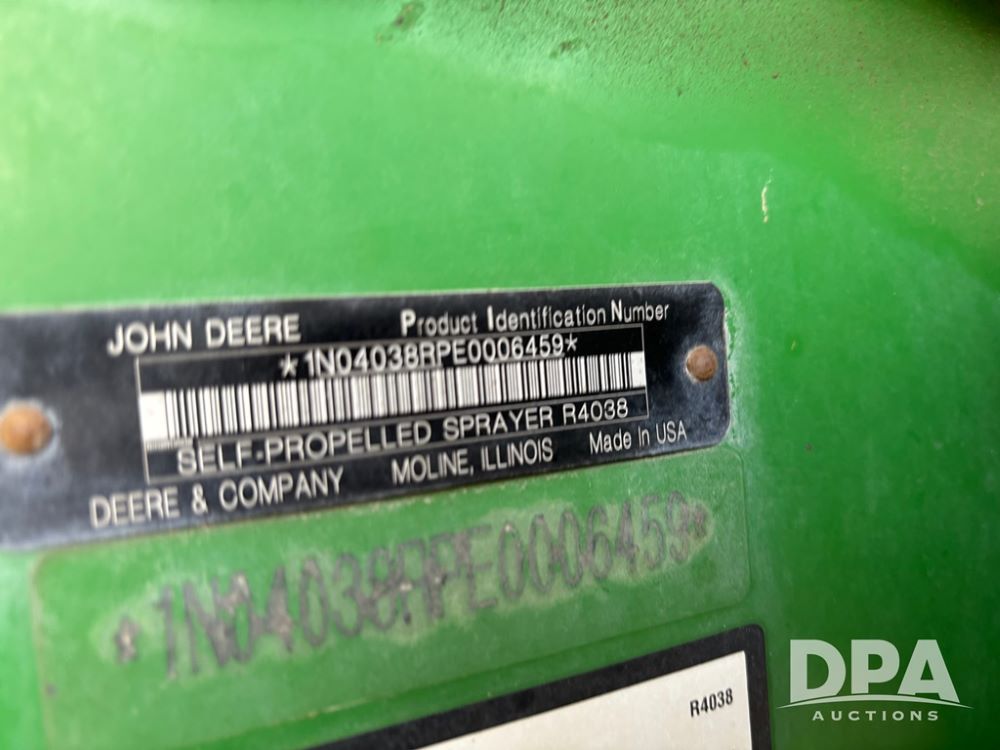 JOHN DEERE Product Identification Number
*1N04038RPE0006459*
SELF-PROPELLED SPRAYER R4038
DEERE & COMPANY MOLINE, ILLINOIS Made In USA
*1N04038RPE0006459*
R4038
DPA
AUCTIONS